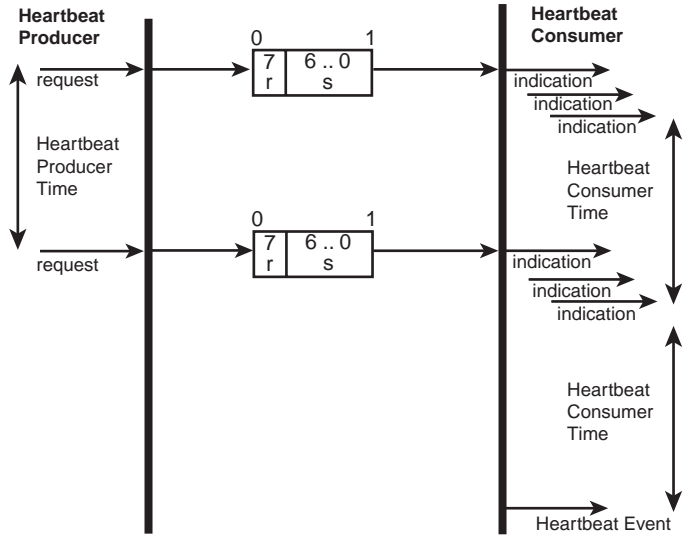 Heartbeat
Producer
Heartbeat
Consumer
0 1
7 6 .. 0
r s
request
indication
indication
indication
Heartbeat
Producer
Time
Heartbeat
Consumer
Time
0 1
7 6 .. 0
r s
request
indication
indication
indication
Heartbeat
Consumer
Time
Heartbeat Event